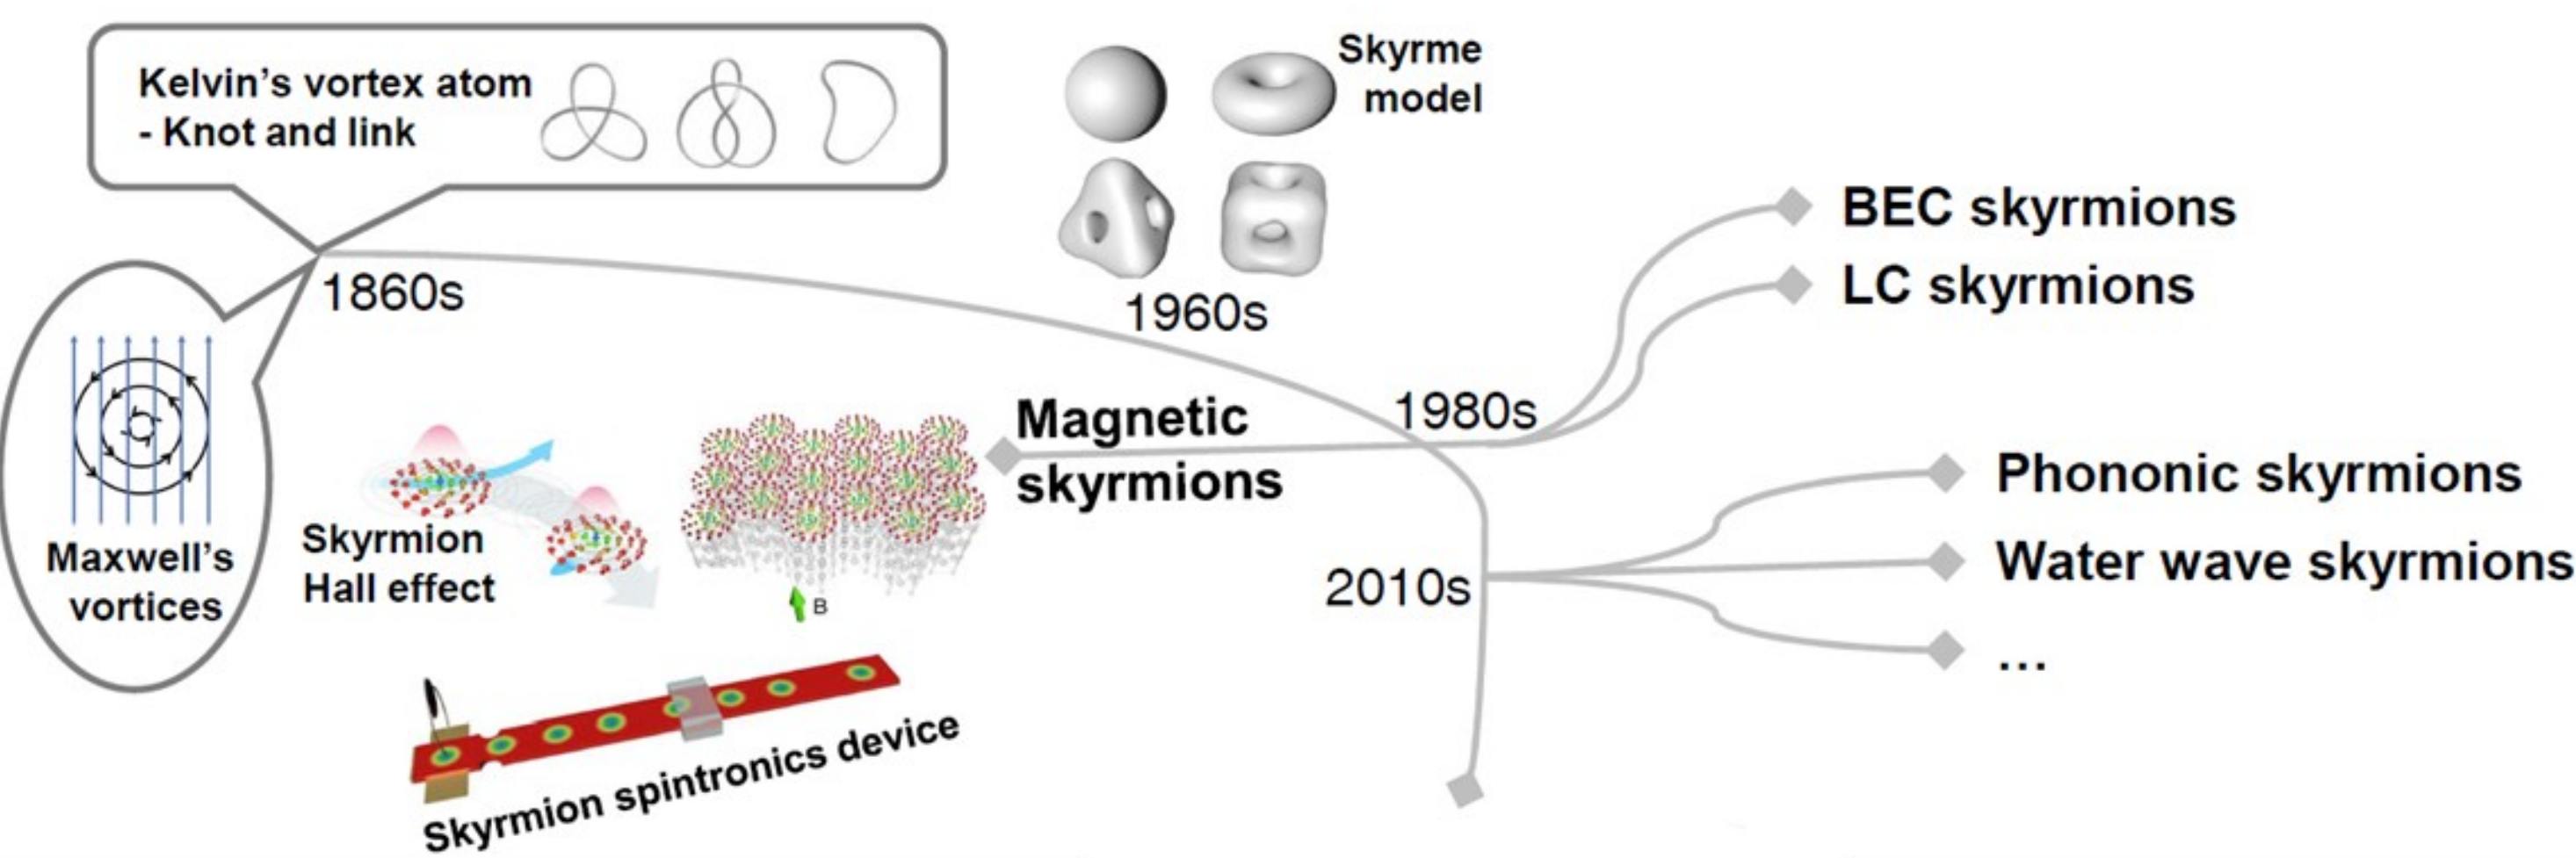 Kelvin's vortex atom
- Knot and link
Skyrme
model
1860s
1960s
BEC skyrmions
LC skyrmions
1980s
Magnetic
skyrmions
Maxwell's
vortices
Skyrmion
Hall effect
B
2010s
Phononic skyrmions
Water wave skyrmions
...
Skyrmion spintronics device